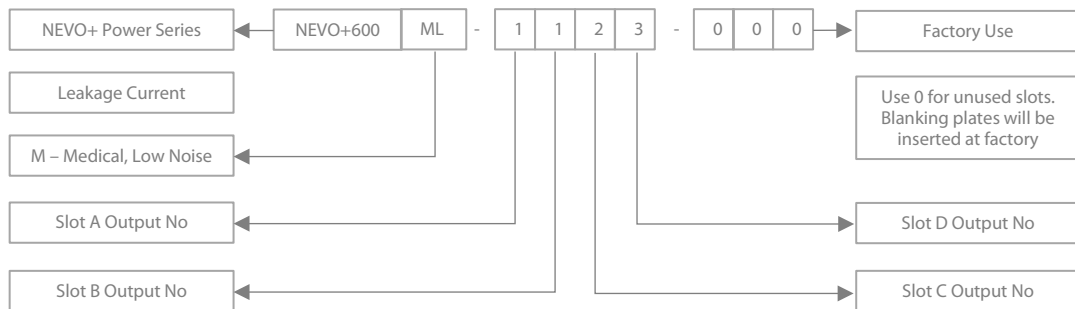 NEVO+ Power Series
NEVO+600 ML - 1 1 2 3 - 0 0 0
Factory Use
Leakage Current
Use 0 for unused slots.
Blanking plates will be
inserted at factory
M – Medical, Low Noise
Slot A Output No
Slot D Output No
Slot B Output No
Slot C Output No